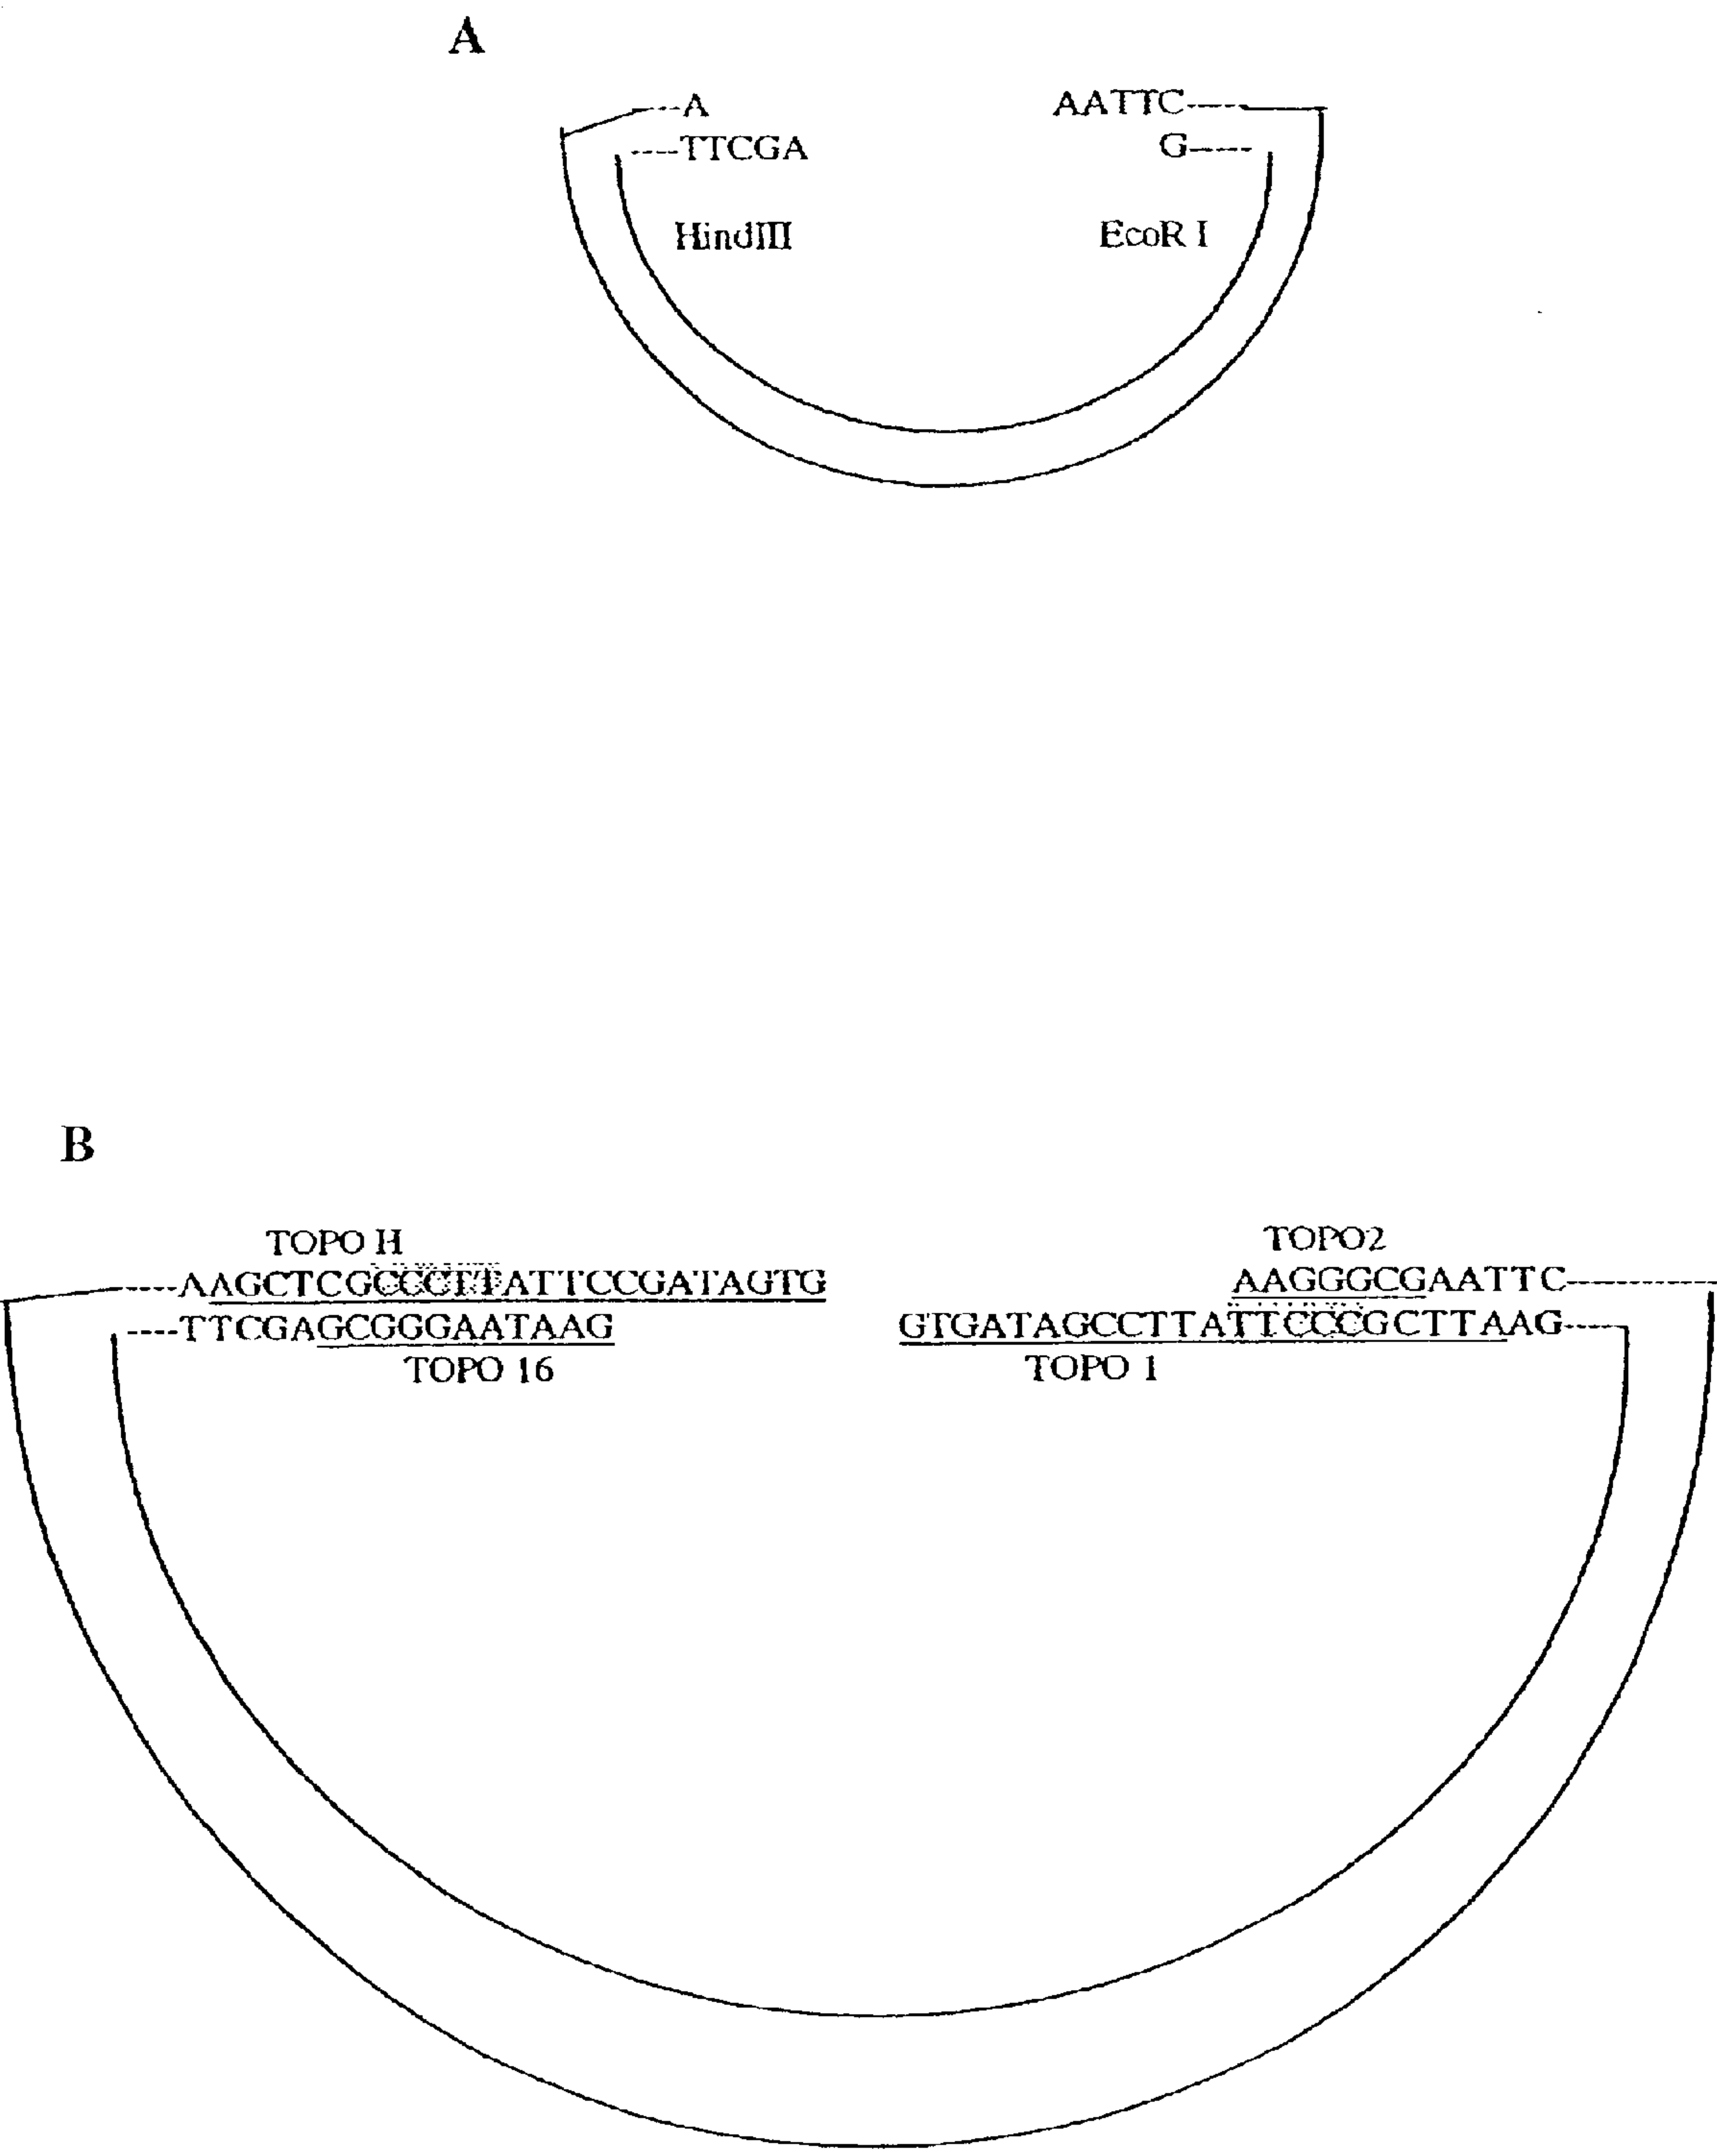 A
----A AATTC----
----TTCGA G----
HindIII EcoR I
B
TOPO H TOPO2
-----AAGCTCGCCCTTATTCCGATAGTG AAGGGCGAATTC----------
----TTCGAGCGGGAATAAG GTGATAGCCTTATTCCCGCTTAAG-----
TOPO 16 TOPO 1